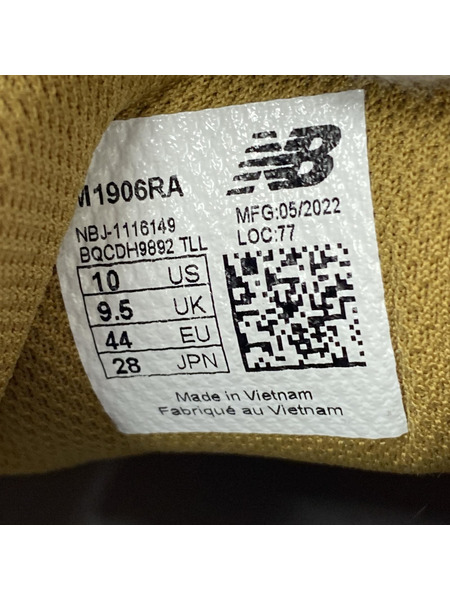 NB
M1906RA
MFG:05/2022
NBJ-1116149
LOC:77
BQCDH9892 TLL
10 US
9.5 UK
44 EU
28 JPN
Made in Vietnam
Fabriqué au Vietnam